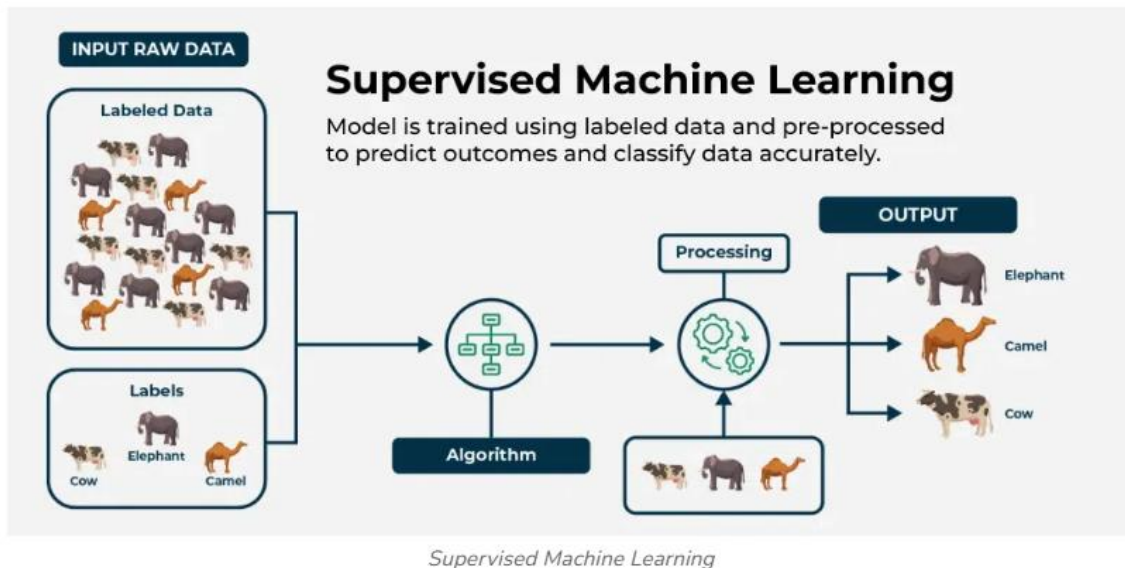 INPUT RAW DATA
Labeled Data
Supervised Machine Learning
Model is trained using labeled data and pre-processed
to predict outcomes and classify data accurately.
OUTPUT
Processing
Elephant
Camel
Cow
Labels
Elephant
Cow
Camel
Algorithm
Supervised Machine Learning